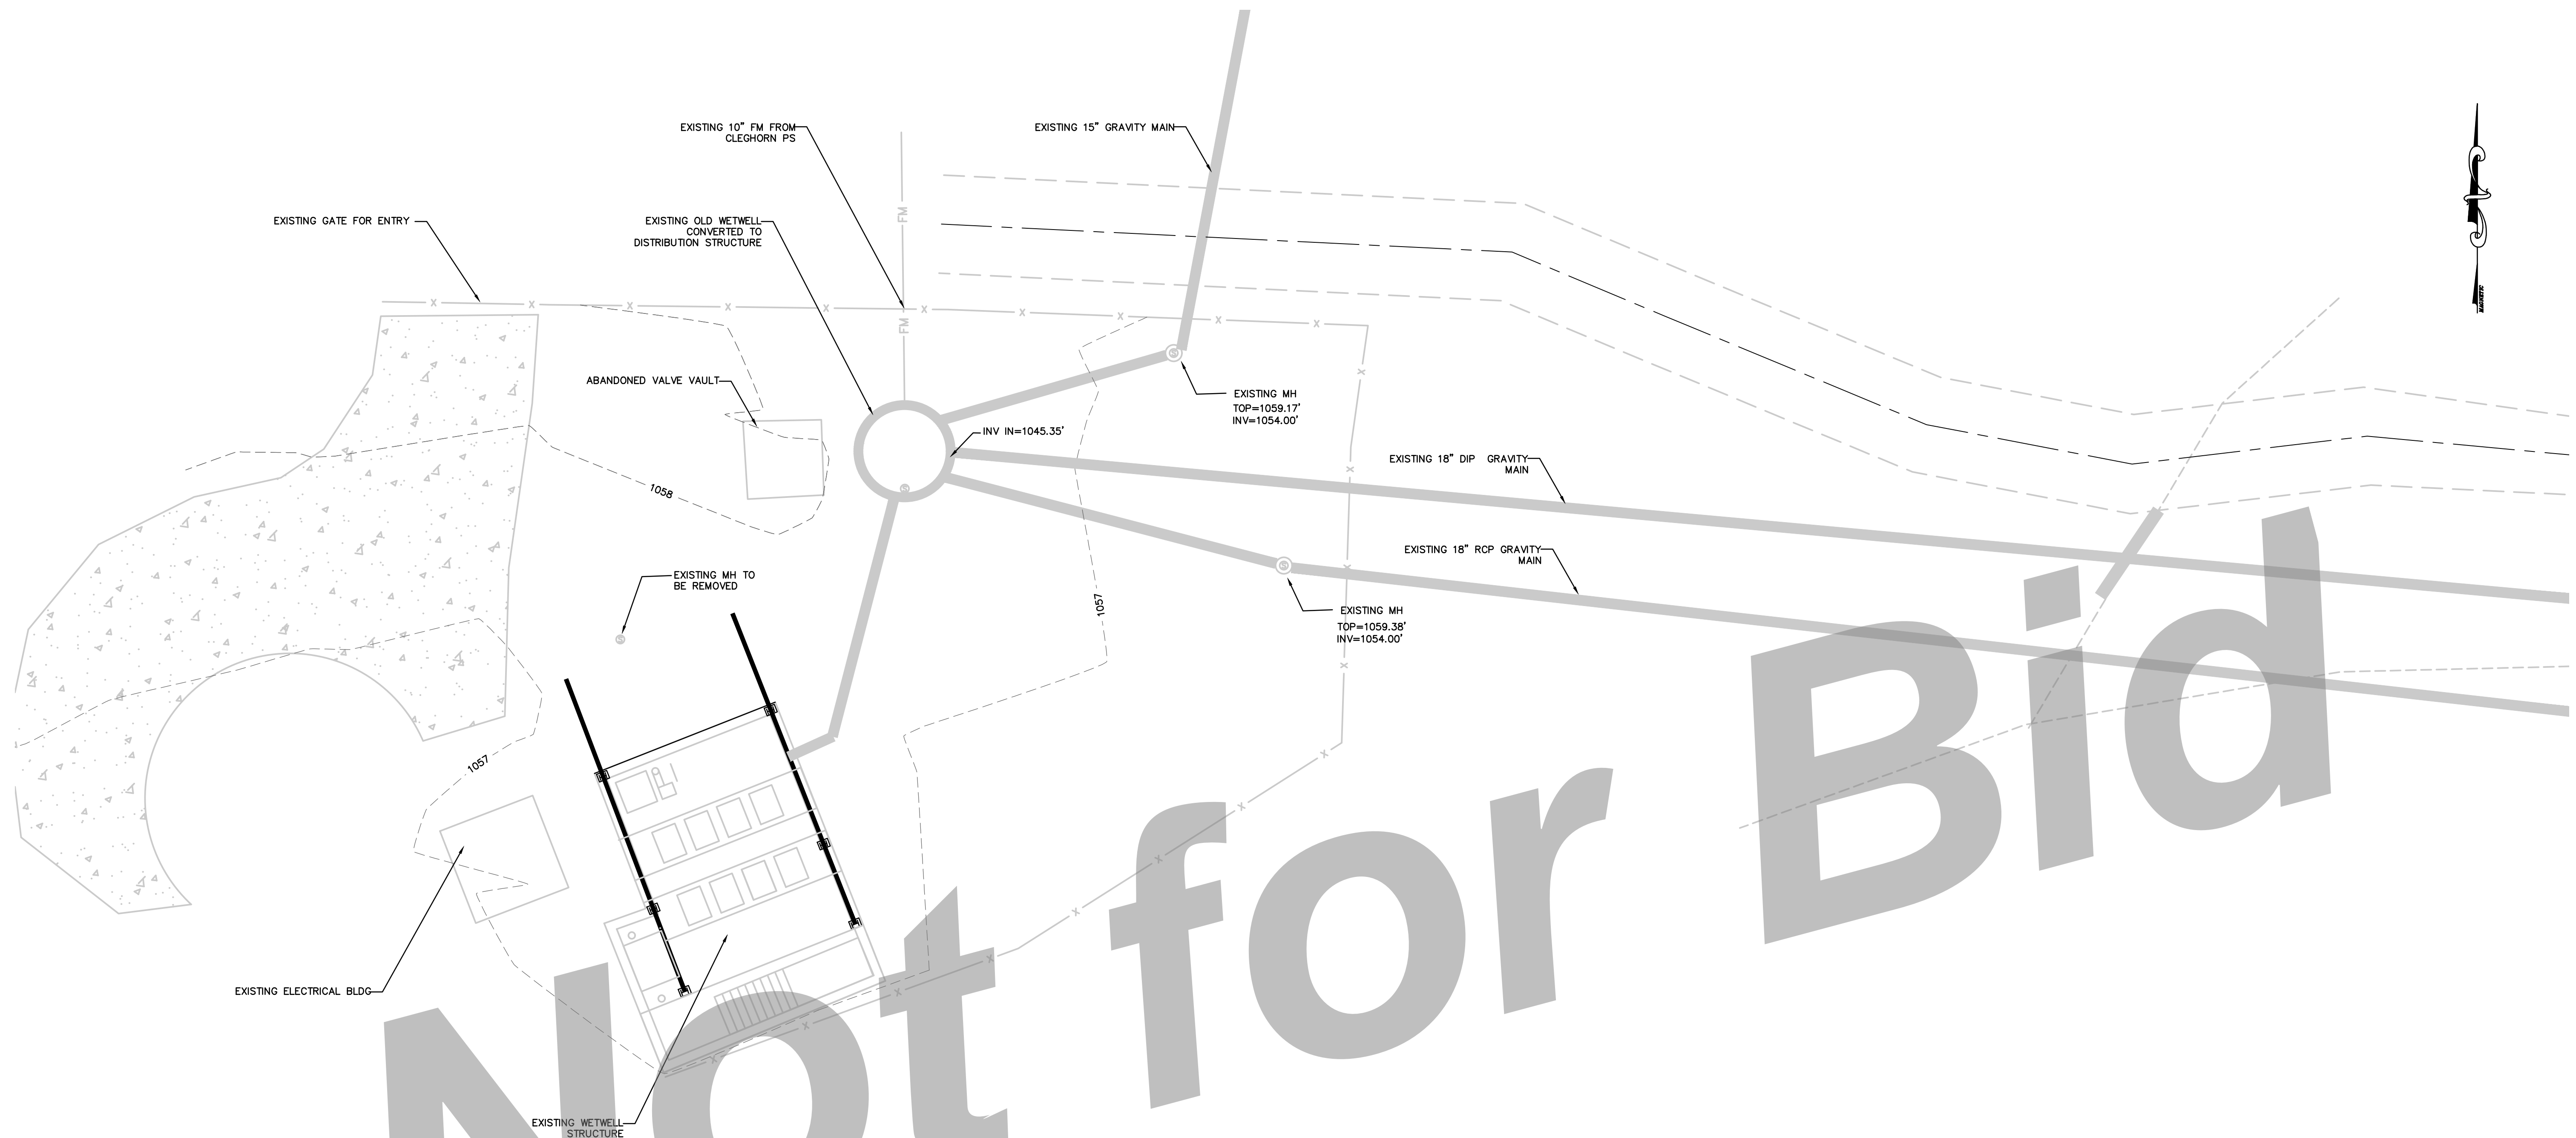 EXISTING 10" FM FROM
CLEGHORN PS
EXISTING 15" GRAVITY MAIN
EXISTING GATE FOR ENTRY
EXISTING OLD WETWELL
CONVERTED TO
DISTRIBUTION STRUCTURE
FM
FM
MAGNETIC
ABANDONED VALVE VAULT
EXISTING MH
TOP=1059.17'
INV=1054.00'
INV IN=1045.35'
EXISTING 18" DIP GRAVITY
MAIN
1058
EXISTING 18" RCP GRAVITY
MAIN
EXISTING MH TO
BE REMOVED
1057
EXISTING MH
TOP=1059.38'
INV=1054.00'
1057
EXISTING ELECTRICAL BLDG
EXISTING WETWELL
STRUCTURE
Not for Bid